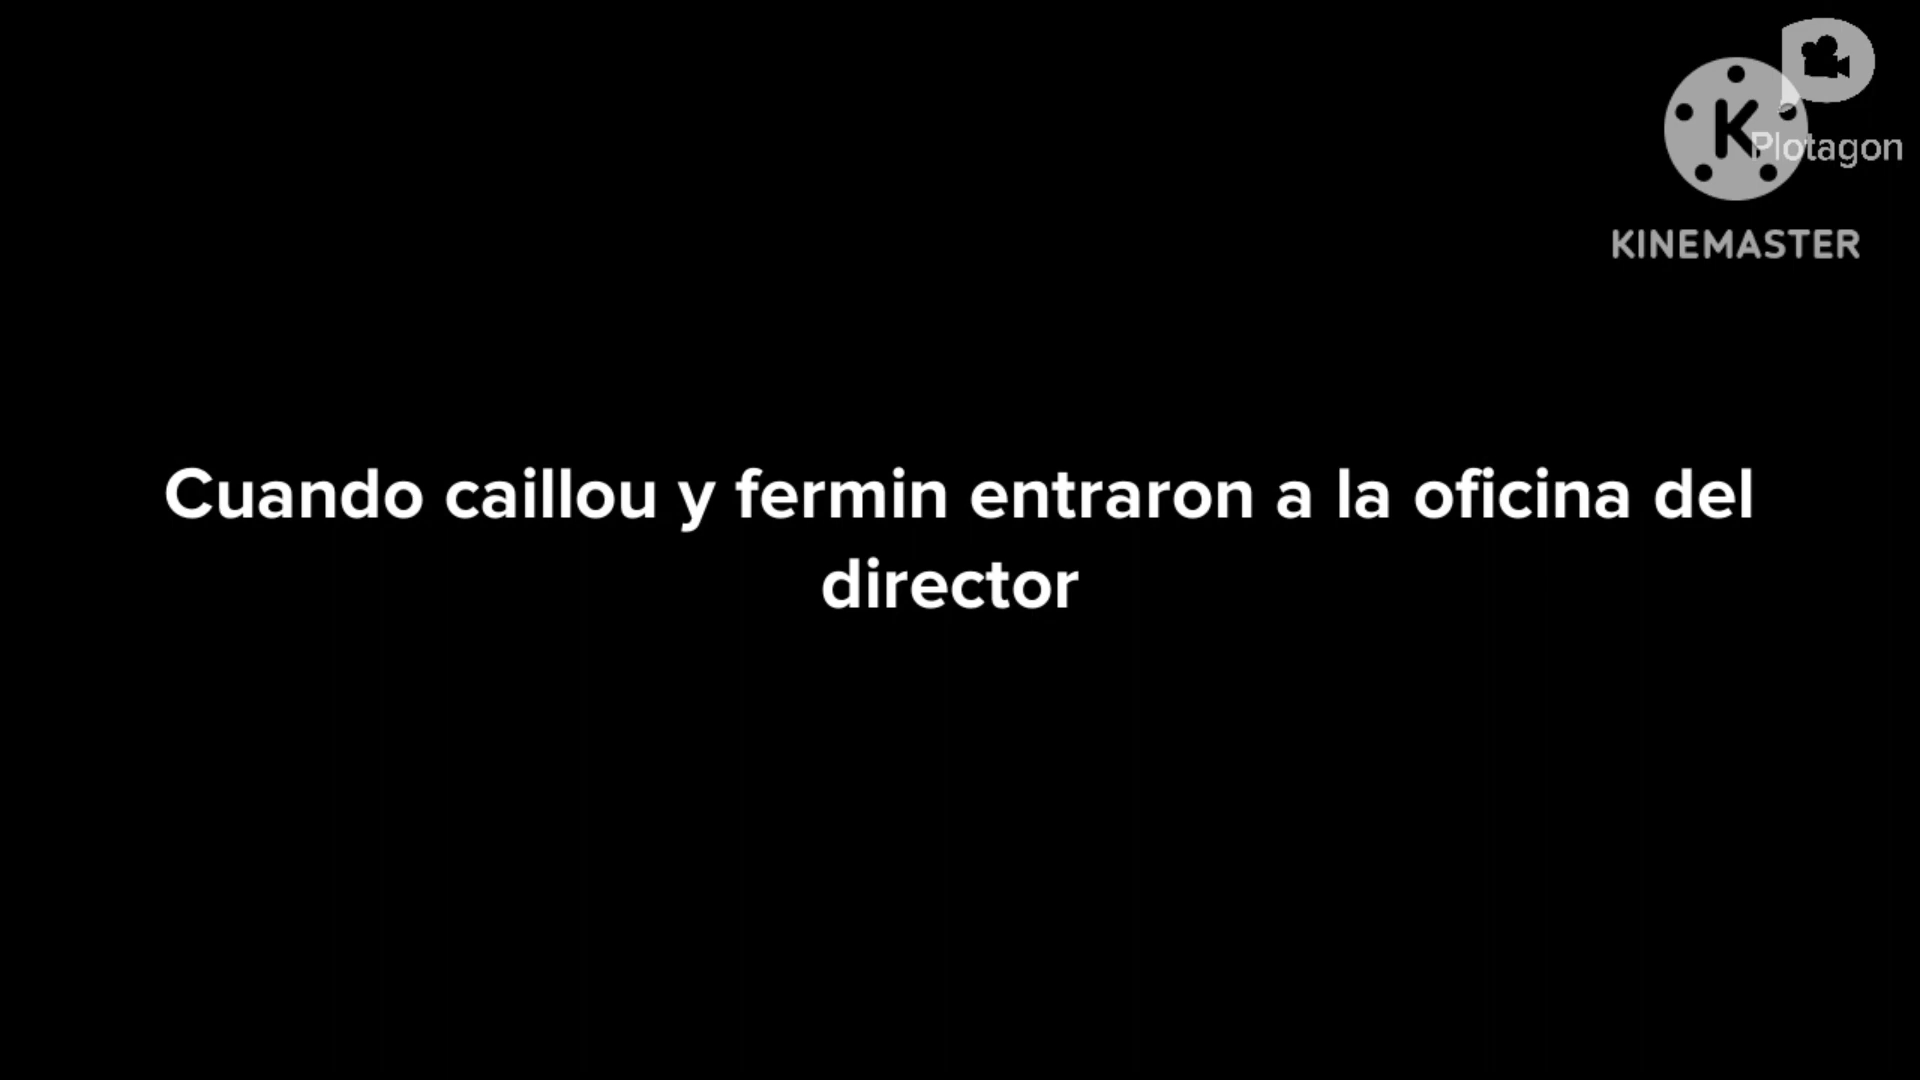 Plotagon
KINEMASTER
Cuando caillou y fermin entraron a la oficina del
director